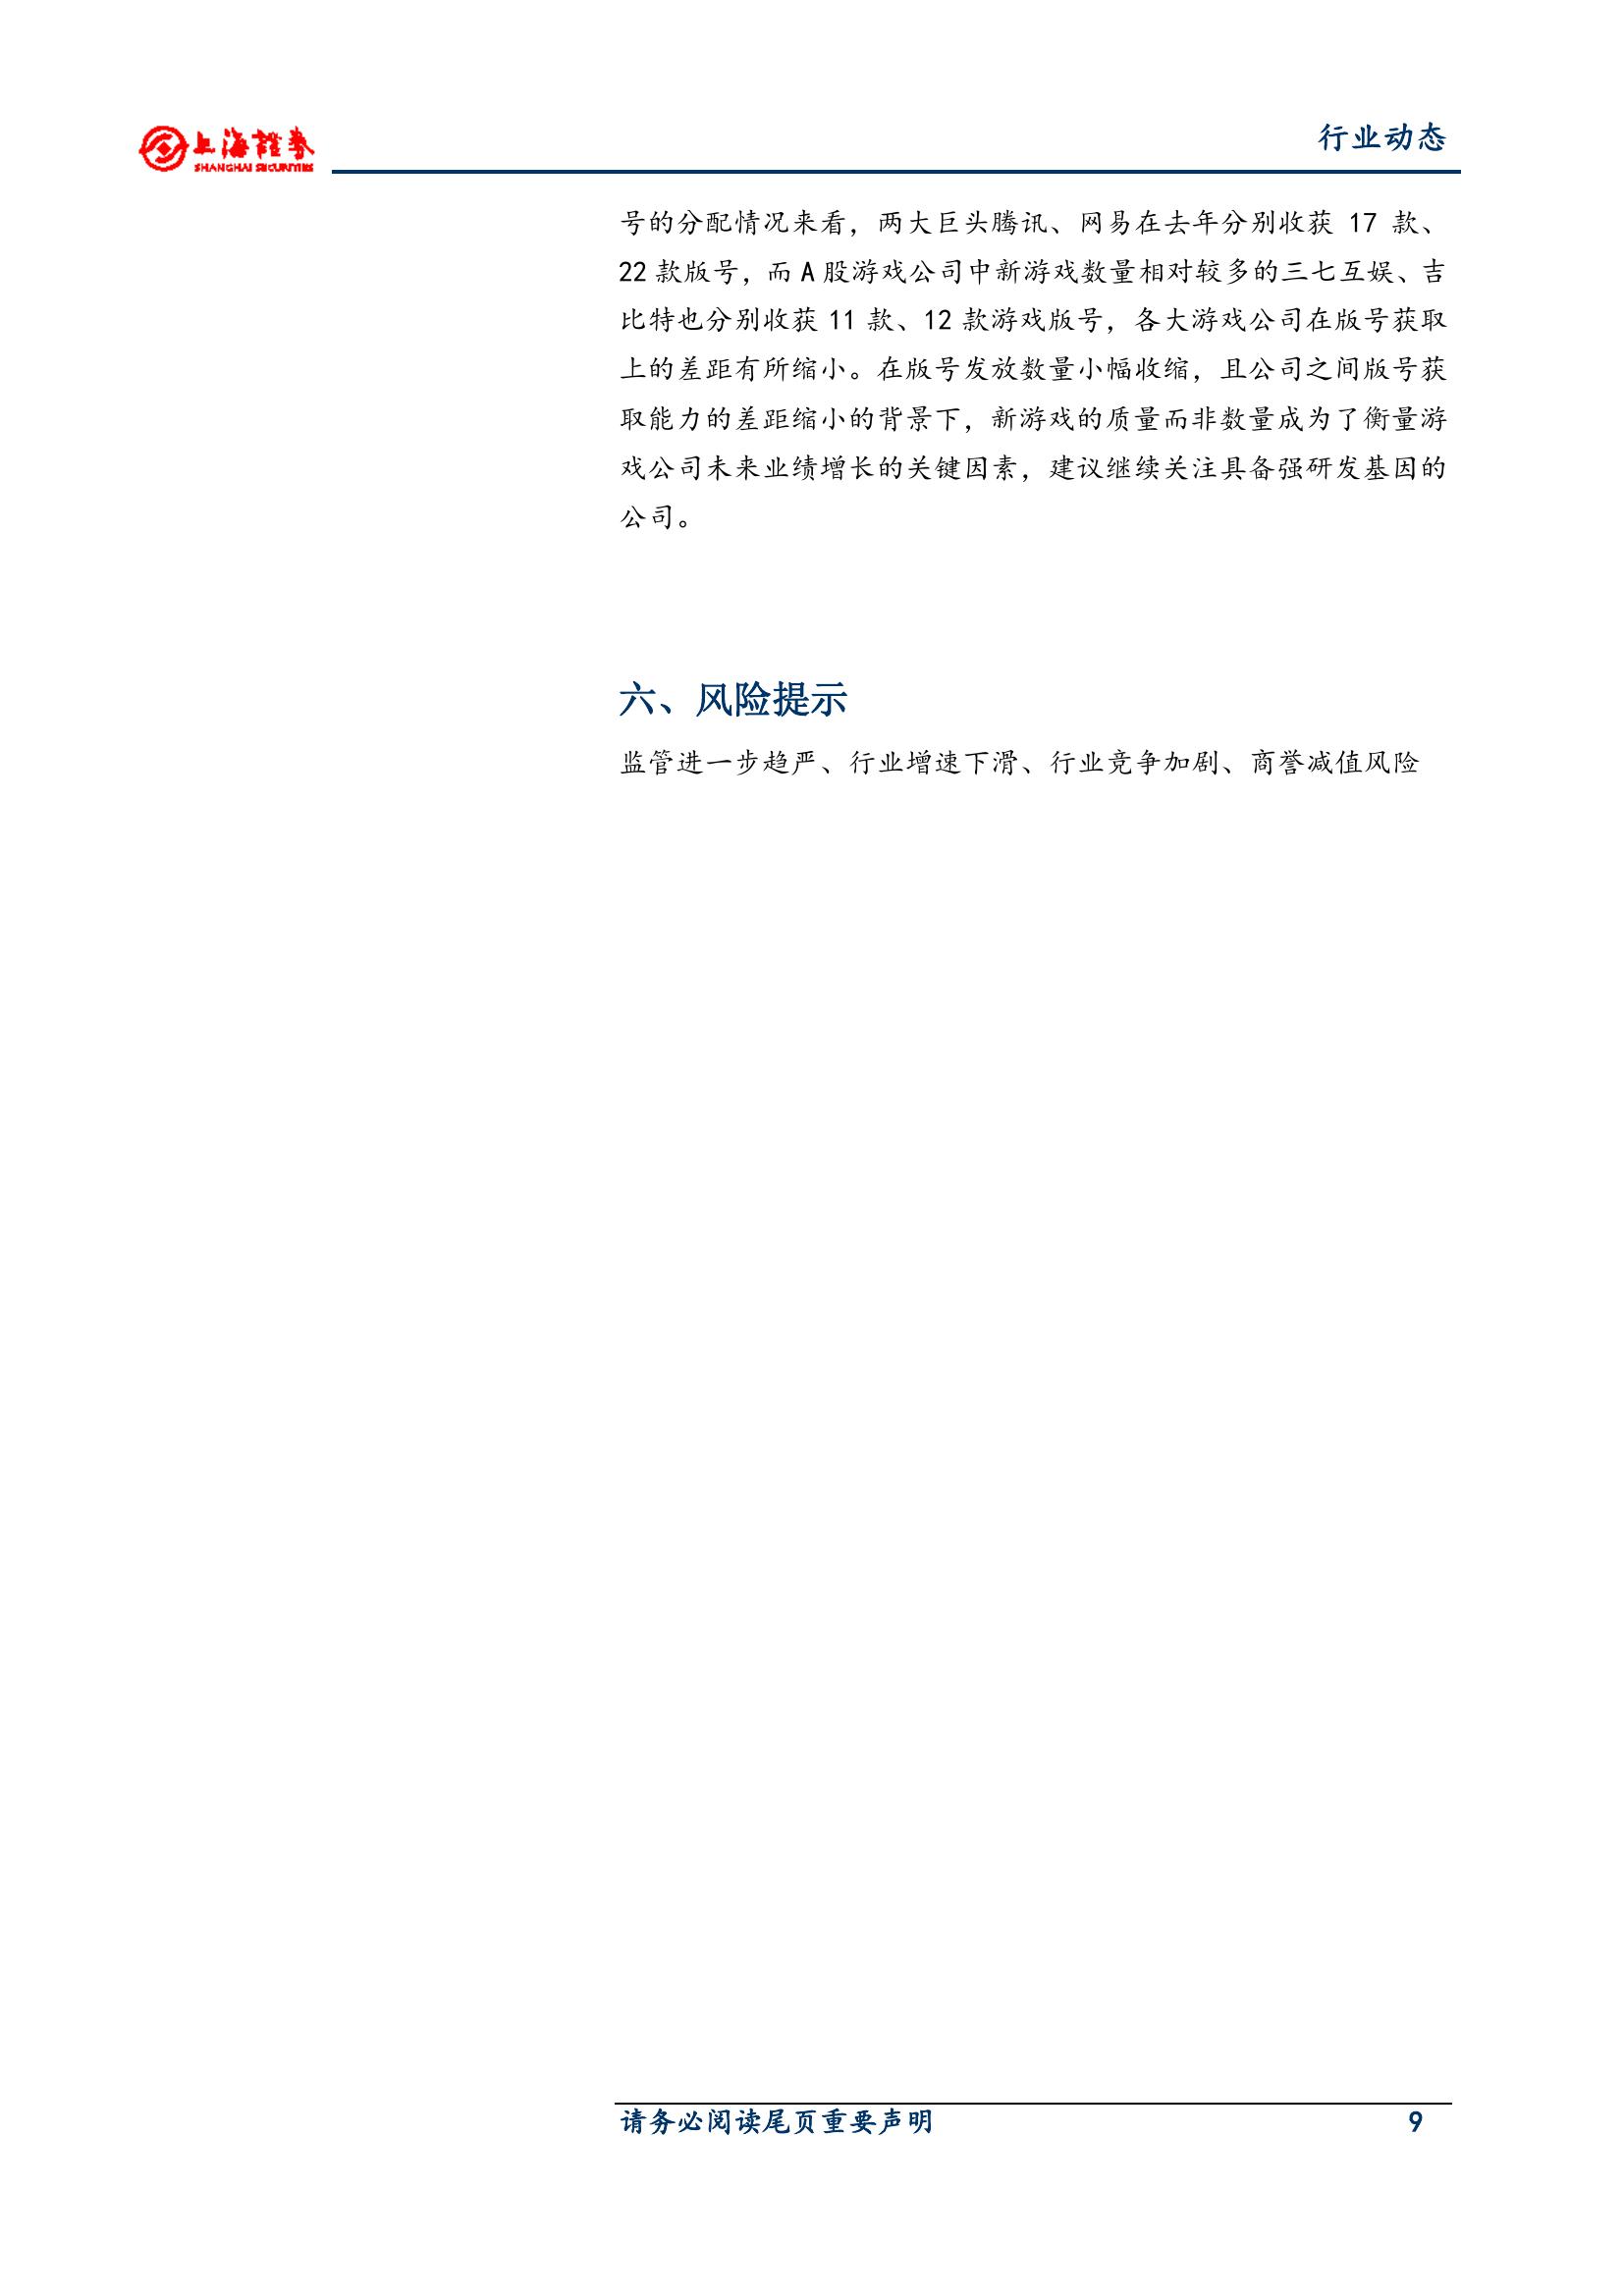 上海證券
SHANGHAI SECURITIES
行业动态
号的分配情况来看，两大巨头腾讯、网易在去年分别收获 17 款、
22 款版号，而 A 股游戏公司中新游戏数量相对较多的三七互娱、吉
比特也分别收获 11 款、12 款游戏版号，各大游戏公司在版号获取
上的差距有所缩小。在版号发放数量小幅收缩，且公司之间版号获
取能力的差距缩小的背景下，新游戏的质量而非数量成为了衡量游
戏公司未来业绩增长的关键因素，建议继续关注具备强研发基因的
公司。
六、风险提示
监管进一步趋严、行业增速下滑、行业竞争加剧、商誉减值风险
请务必阅读尾页重要声明 9